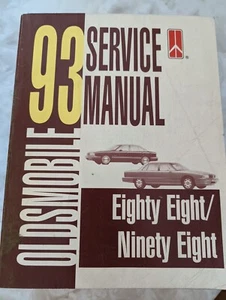 93
SERVICE
MANUAL
OLDSMOBILE
Eighty Eight/
Ninety Eight